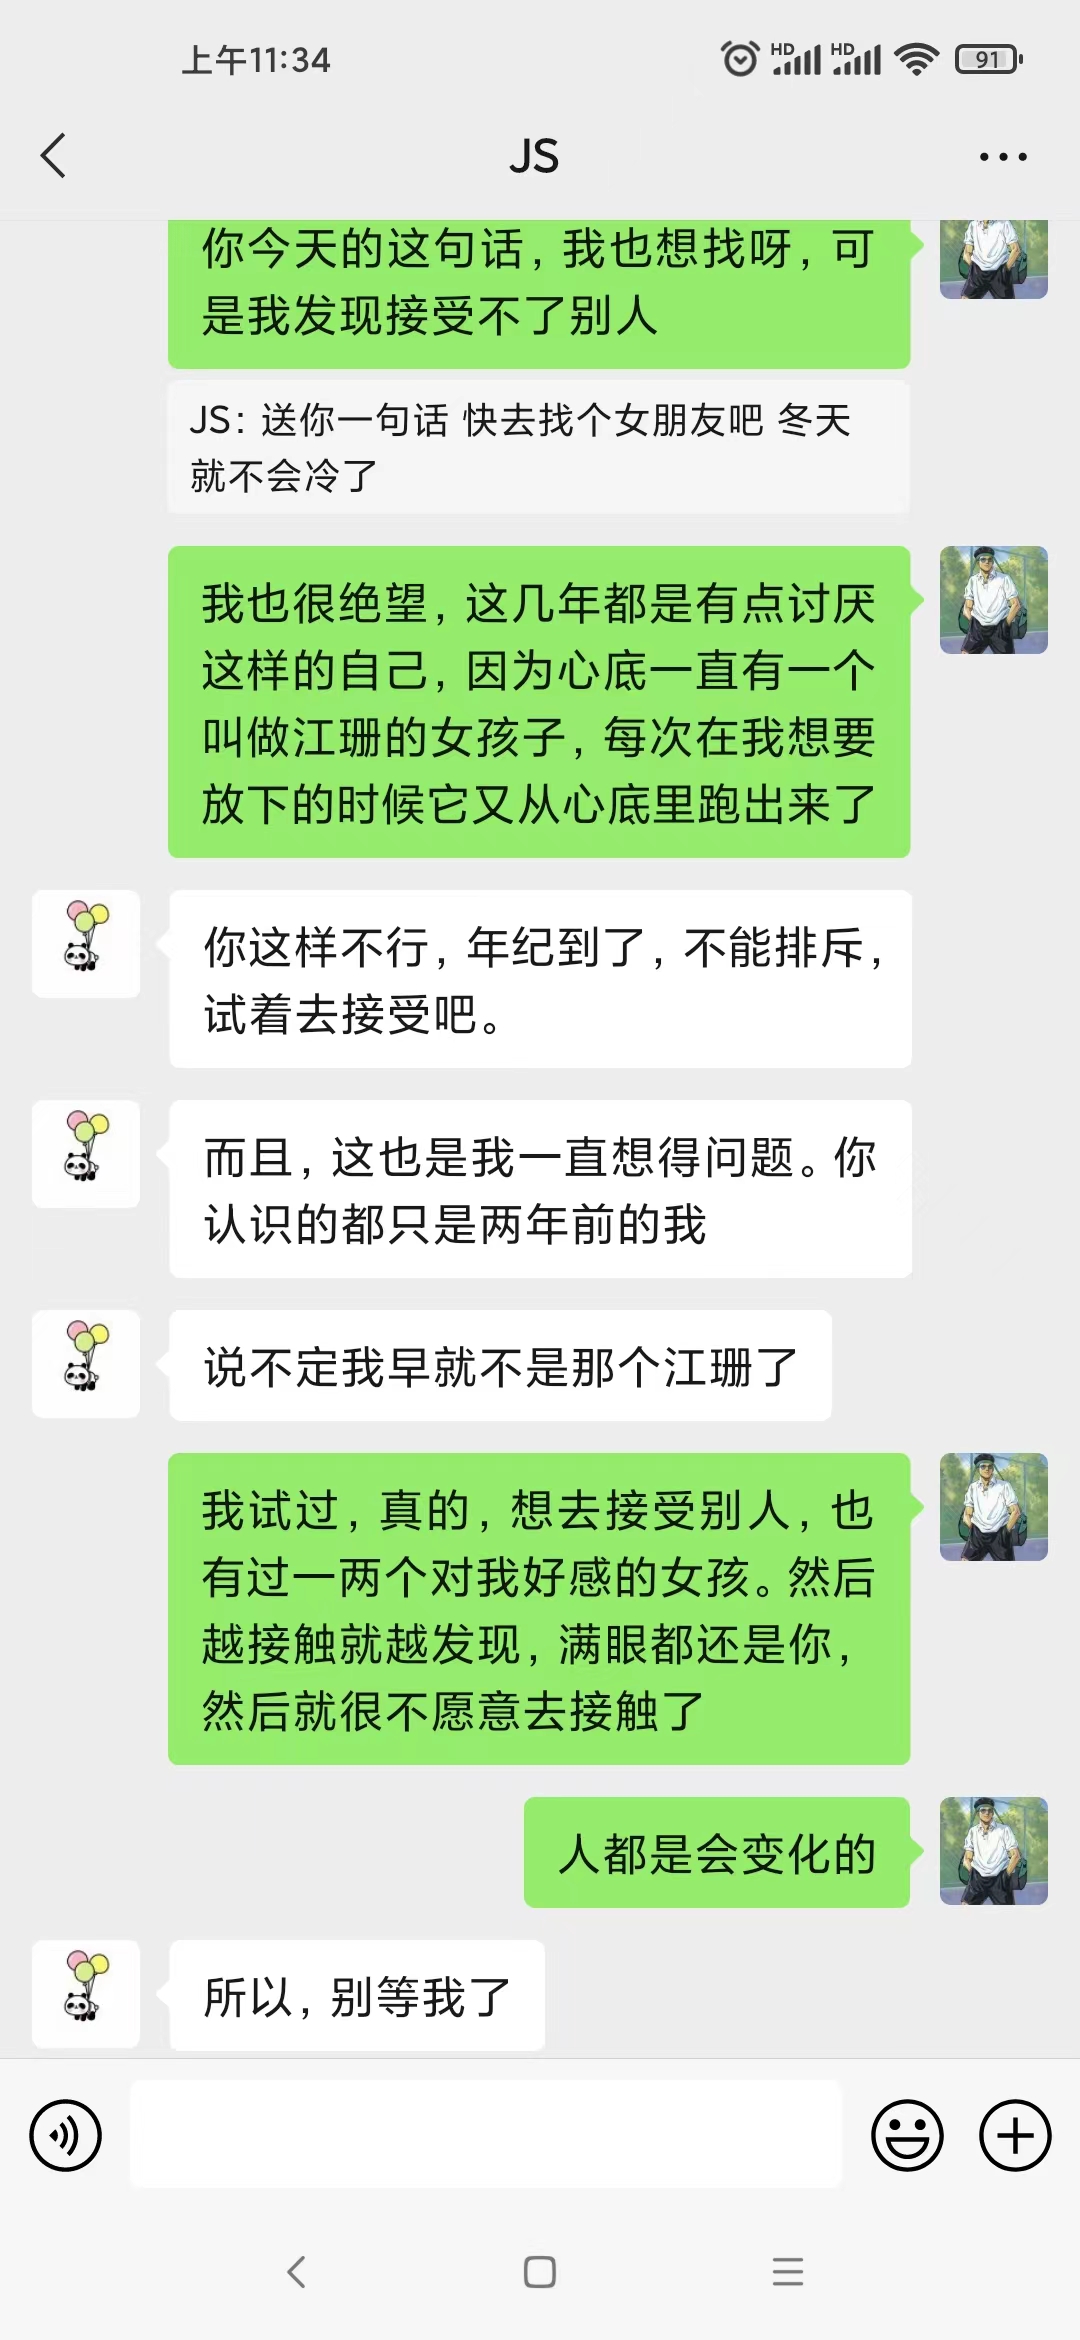 上午11:34
HD HD 91
JS
你今天的这句话，我也想找呀，可
是我发现接受不了别人
JS：送你一句话 快去找个女朋友吧 冬天
就不会冷了
我也很绝望，这几年都是有点讨厌
这样的自己，因为心底一直有一个
叫做江珊的女孩子，每次在我想要
放下的时候它又从心底里跑出来了
你这样不行，年纪到了，不能排斥，
试着去接受吧。
而且，这也是我一直想得问题。你
认识的都只是两年前的我
说不定我早就不是那个江珊了
我试过，真的，想去接受别人，也
有过一两个对我好感的女孩。然后
越接触就越发现，满眼都还是你，
然后就很不愿意去接触了
人都是会变化的
所以，别等我了